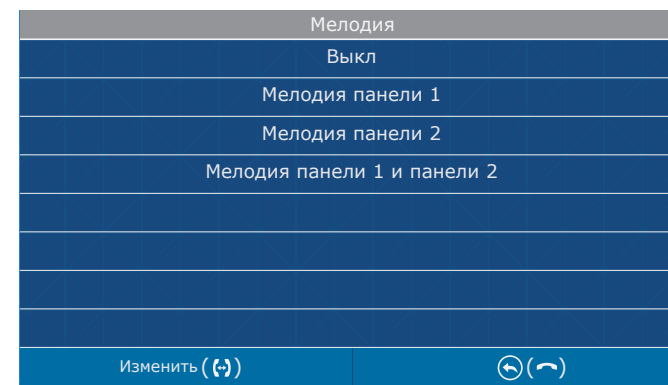 Мелодия
Выкл
Мелодия панели 1
Мелодия панели 2
Мелодия панели 1 и панели 2
Изменить ( )
( )